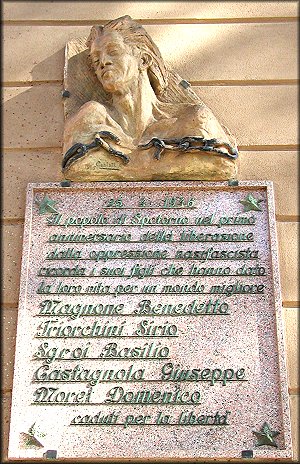 25. 4. 1946
Il popolo di Spotorno nel primo
anniversario della liberazione
dalla oppressione nazifascista
ricorda i suoi figli che hanno dato
la loro vita per un mondo migliore
Magnone Benedetto
Triorchini Sirio
Sgroi Basilio
Castagnola Giuseppe
Morei Domenico
caduti per la libertà